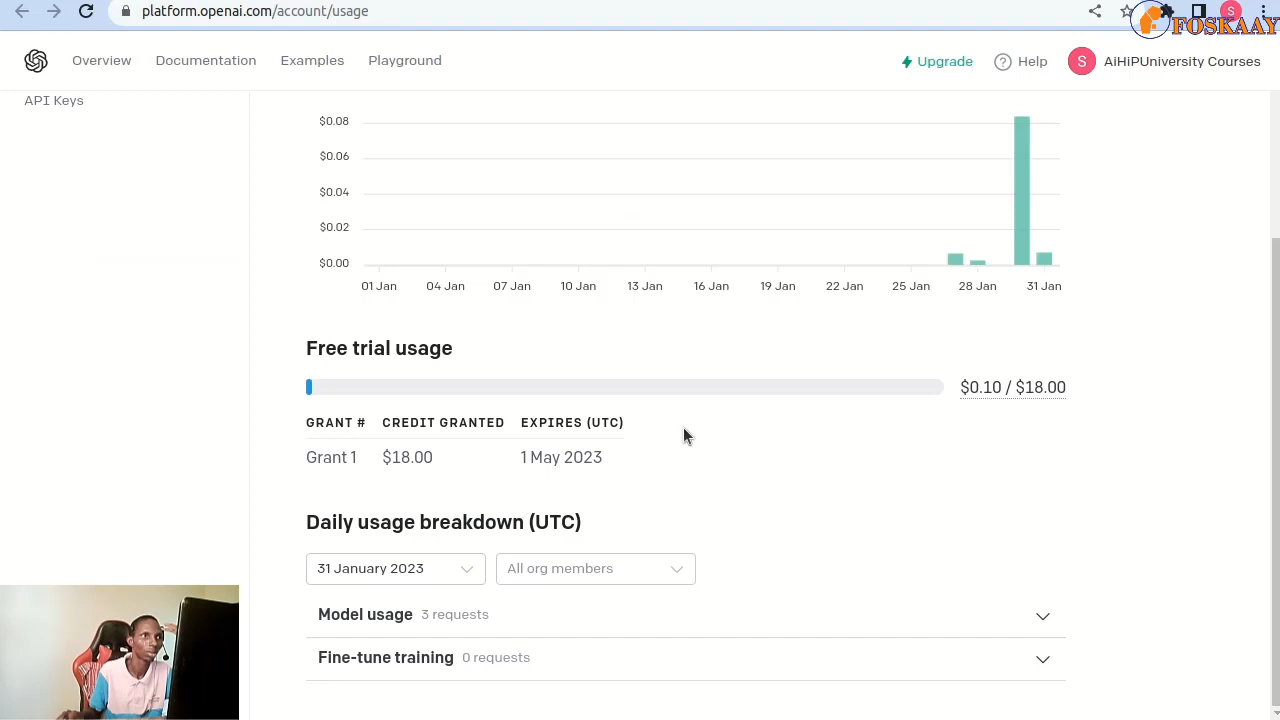 platform.openai.com/account/usage
S
FOSKAAY
Overview Documentation Examples Playground Upgrade ? Help S AiHiPUniversity Courses
API Keys
$0.08
$0.06
$0.04
$0.02
$0.00
01 Jan 04 Jan 07 Jan 10 Jan 13 Jan 16 Jan 19 Jan 22 Jan 25 Jan 28 Jan 31 Jan
Free trial usage
$0.10 / $18.00
GRANT # CREDIT GRANTED EXPIRES (UTC)
Grant 1 $18.00 1 May 2023
Daily usage breakdown (UTC)
31 January 2023 All org members
Model usage 3 requests
Fine-tune training 0 requests